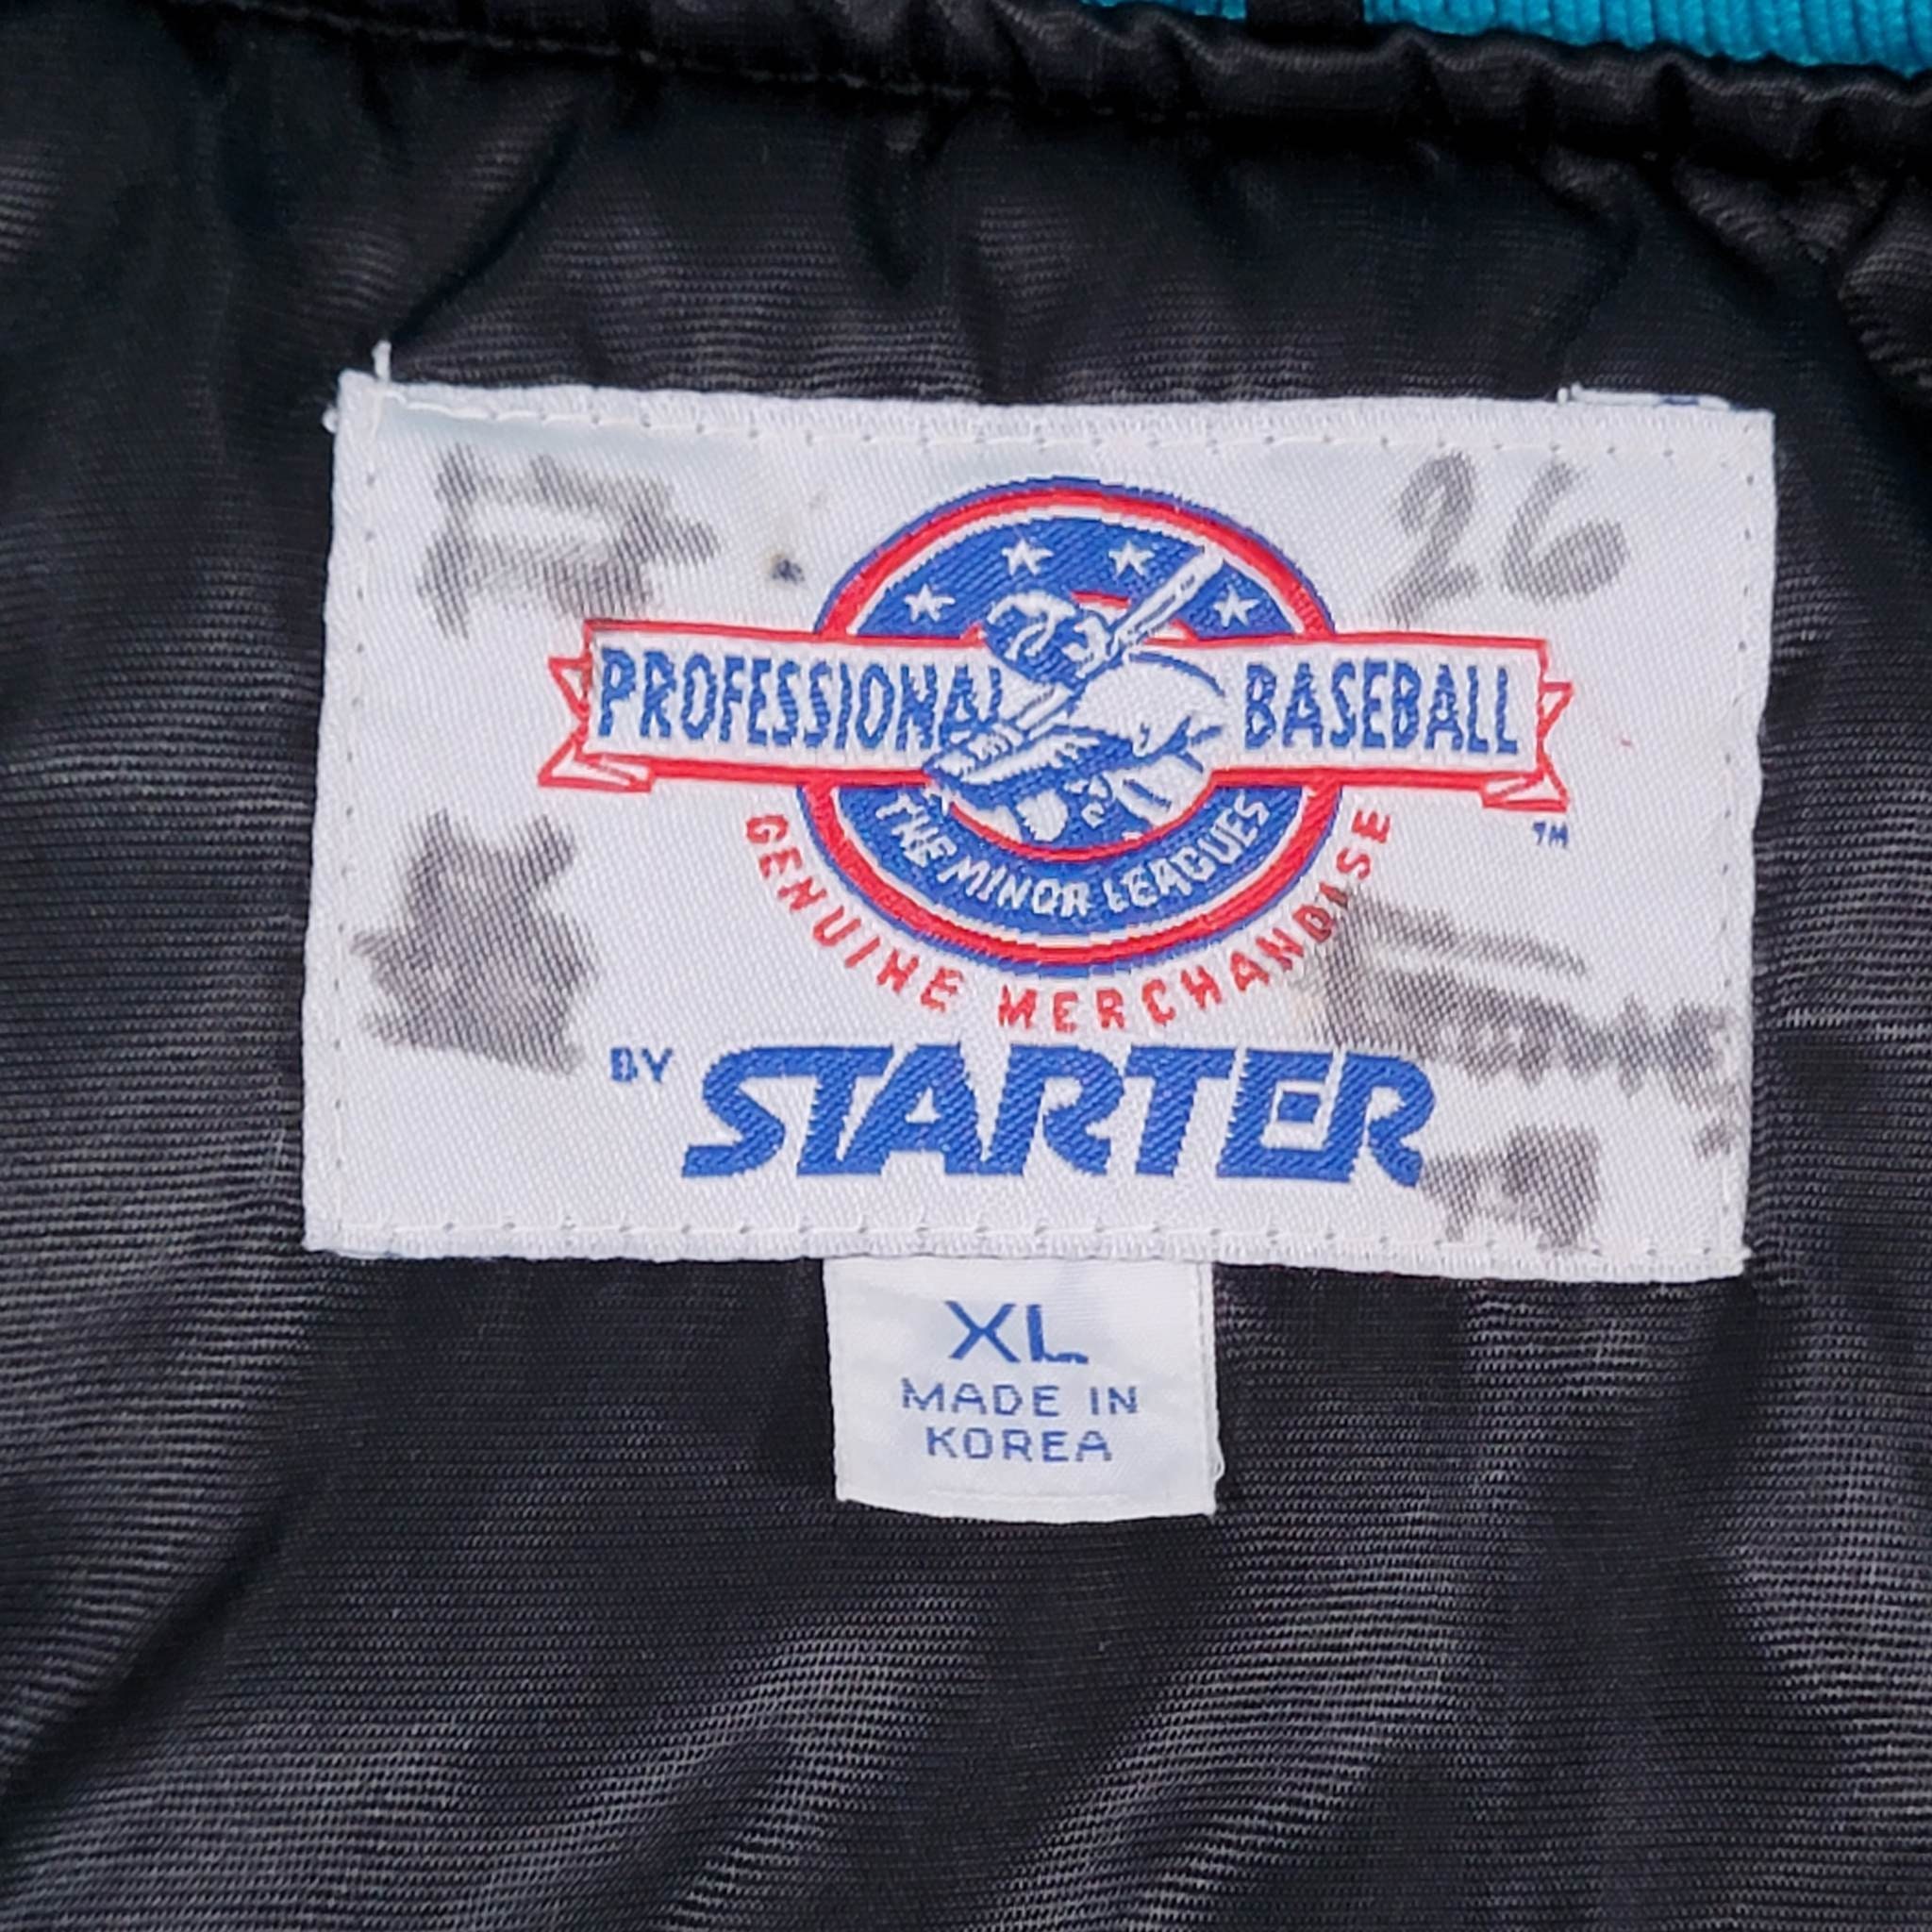 26
PROFESSIONAL BASEBALL
TM
THE MINOR LEAGUES
GENUINE MERCHANDISE
BY STARTER
XL
MADE IN
KOREA